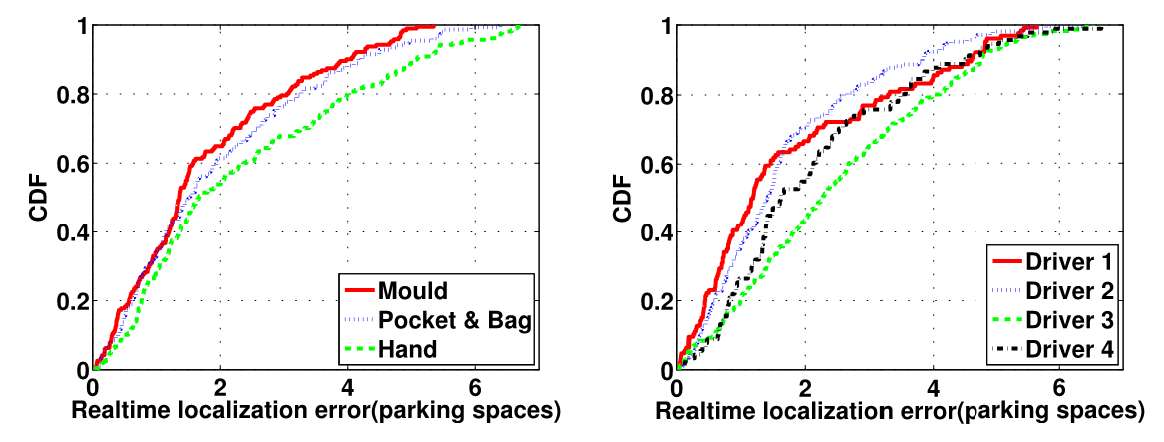 CDF
1
0.8
0.6
0.4
0.2
0
0 2 4 6
Realtime localization error(parking spaces)
Mould
Pocket & Bag
Hand
CDF
1
0.8
0.6
0.4
0.2
0
0 2 4 6
Realtime localization error(parking spaces)
Driver 1
Driver 2
Driver 3
Driver 4